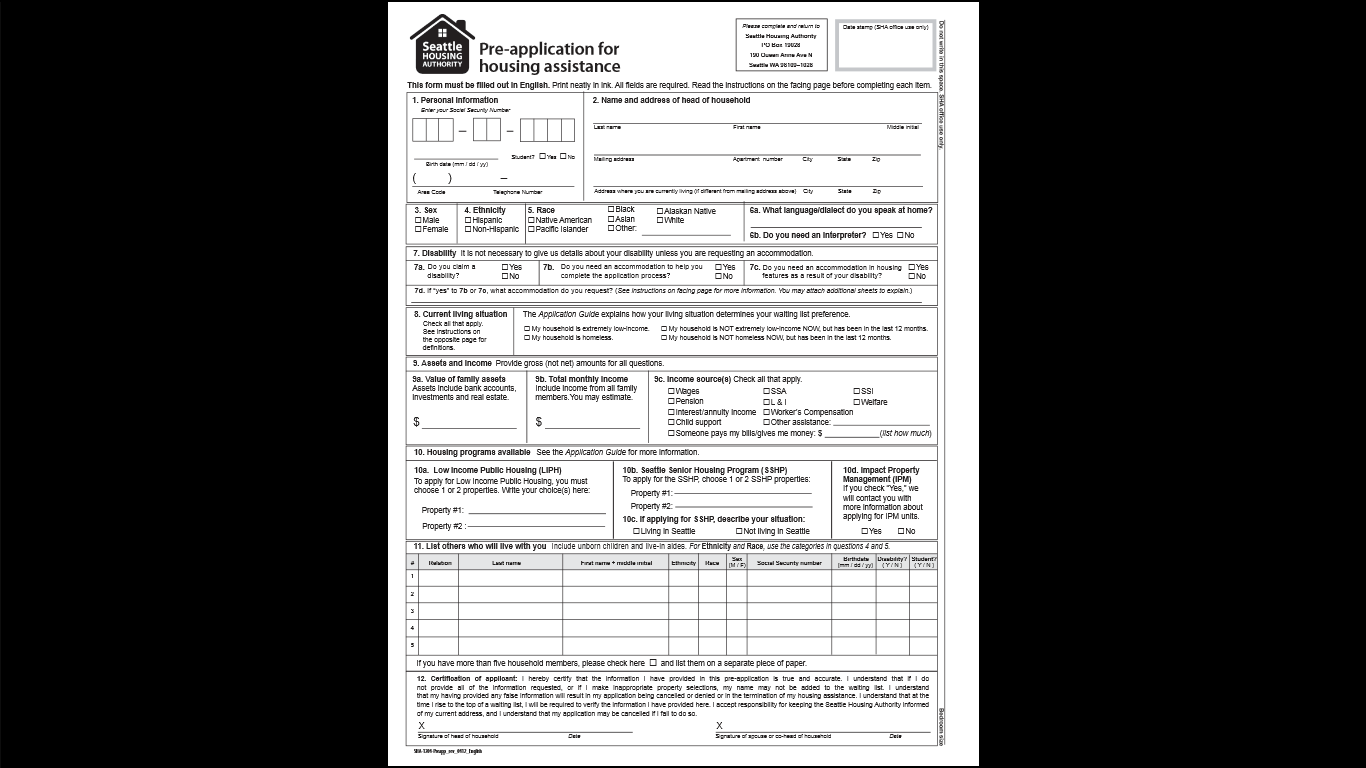 Seattle
HOUSING
AUTHORITY
Pre-application for
housing assistance
Please complete and return to
Seattle Housing Authority
PO Box 19028
190 Queen Anne Ave N
Seattle WA 98109–1028
Date stamp (SHA office use only)
Do not write in this space. SHA office use only.
This form must be filled out in English. Print neatly in ink. All fields are required. Read the instructions on the facing page before completing each item.
1. Personal information
Enter your Social Security Number
– –
Student? ☐ Yes ☐ No
Birth date (mm / dd / yy)
( ) –
Area Code Telephone Number
2. Name and address of head of household
Last name First name Middle initial
Mailing address Apartment number City State Zip
Address where you are currently living (if different from mailing address above) City State Zip
3. Sex
☐ Male
☐ Female
4. Ethnicity
☐ Hispanic
☐ Non-Hispanic
5. Race
☐ Native American
☐ Pacific Islander
☐ Black
☐ Asian
☐ Other:
☐ Alaskan Native
☐ White
6a. What language/dialect do you speak at home?
6b. Do you need an interpreter? ☐ Yes ☐ No
7. Disability It is not necessary to give us details about your disability unless you are requesting an accommodation.
7a. Do you claim a
disability?
☐ Yes
☐ No
7b. Do you need an accommodation to help you
complete the application process?
☐ Yes
☐ No
7c. Do you need an accommodation in housing
features as a result of your disability?
☐ Yes
☐ No
7d. If "yes" to 7b or 7c, what accommodation do you request? (See instructions on facing page for more information. You may attach additional sheets to explain.)
8. Current living situation
Check all that apply.
See instructions on
the opposite page for
definitions.
The Application Guide explains how your living situation determines your waiting list preference.
☐ My household is extremely low-income. ☐ My household is NOT extremely low-income NOW, but has been in the last 12 months.
☐ My household is homeless. ☐ My household is NOT homeless NOW, but has been in the last 12 months.
9. Assets and income Provide gross (not net) amounts for all questions.
9a. Value of family assets
Assets include bank accounts,
investments and real estate.
$
9b. Total monthly income
Include income from all family
members.You may estimate.
$
9c. Income source(s) Check all that apply.
☐ Wages ☐ SSA ☐ SSI
☐ Pension ☐ L & I ☐ Welfare
☐ Interest/annuity income ☐ Worker's Compensation
☐ Child support ☐ Other assistance:
☐ Someone pays my bills/gives me money: $ (list how much)
10. Housing programs available See the Application Guide for more information.
10a. Low Income Public Housing (LIPH)
To apply for Low Income Public Housing, you must
choose 1 or 2 properties. Write your choice(s) here:
Property #1:
Property #2 :
10b. Seattle Senior Housing Program (SSHP)
To apply for the SSHP, choose 1 or 2 SSHP properties:
Property #1:
Property #2:
10c. If applying for SSHP, describe your situation:
☐ Living in Seattle ☐ Not living in Seattle
10d. Impact Property
Management (IPM)
If you check "Yes," we
will contact you with
more information about
applying for IPM units.
☐ Yes ☐ No
11. List others who will live with you Include unborn children and live-in aides. For Ethnicity and Race, use the categories in questions 4 and 5.
# Relation Last name First name + middle initial Ethnicity Race Sex (M / F) Social Security number Birthdate (mm / dd / yy) Disability? ( Y / N ) Student? ( Y / N )
1
2
3
4
5
If you have more than five household members, please check here ☐ and list them on a separate piece of paper.
12. Certification of applicant: I hereby certify that the information I have provided in this pre-application is true and accurate. I understand that if I do
not provide all of the information requested, or if I make inappropriate property selections, my name may not be added to the waiting list. I understand
that my having provided any false information will result in my application being cancelled or denied or in the termination of my housing assistance. I understand that at the
time I rise to the top of a waiting list, I will be required to verify the information I have provided here. I accept responsibility for keeping the Seattle Housing Authority informed
of my current address, and I understand that my application may be cancelled if I fail to do so.
X X
Signature of head of household Date Signature of spouse or co-head of household Date
Bedroom size